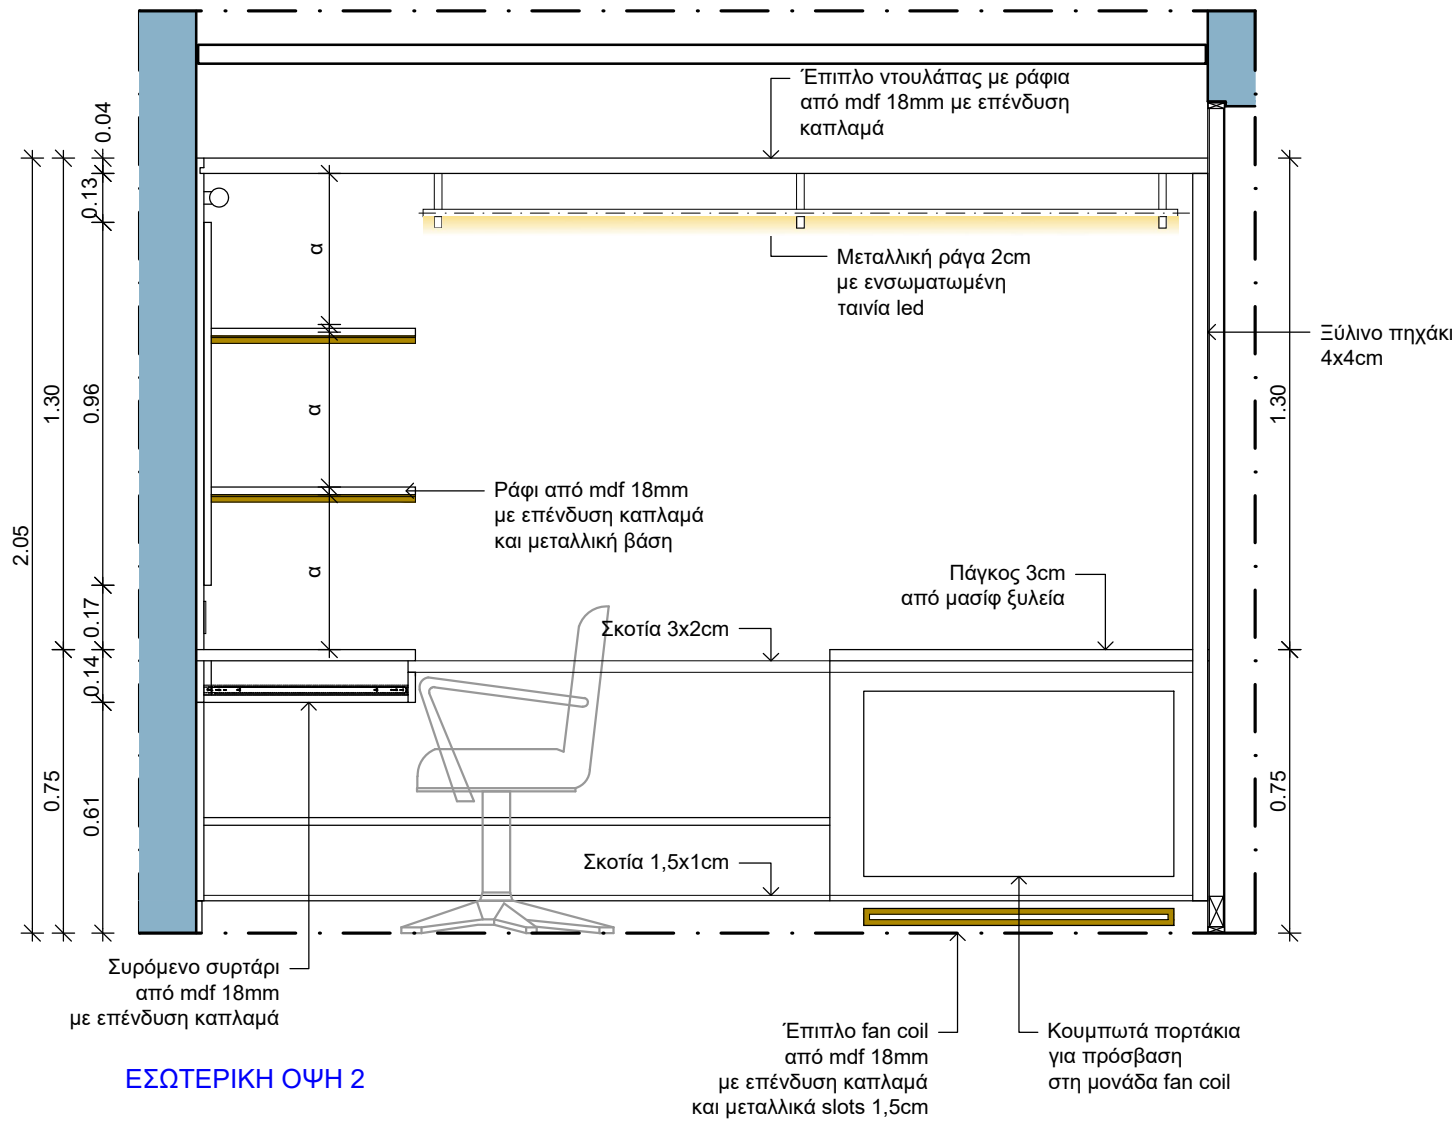 Έπιπλο ντουλάπας με ράφια
από mdf 18mm με επένδυση
καπλαμά
0.04
0.13
α
Μεταλλική ράγα 2cm
με ενσωματωμένη
ταινία led
Ξύλινο πηχάκι
4x4cm
1.30
0.96
α
1.30
Ράφι από mdf 18mm
με επένδυση καπλαμά
και μεταλλική βάση
2.05
α
Πάγκος 3cm
από μασίφ ξυλεία
0.17
Σκοτία 3x2cm
0.14
0.75
0.61
0.75
Σκοτία 1,5x1cm
Συρόμενο συρτάρι
από mdf 18mm
με επένδυση καπλαμά
Έπιπλο fan coil
από mdf 18mm
με επένδυση καπλαμά
και μεταλλικά slots 1,5cm
Κουμπωτά πορτάκια
για πρόσβαση
στη μονάδα fan coil
ΕΣΩΤΕΡΙΚΗ ΟΨΗ 2